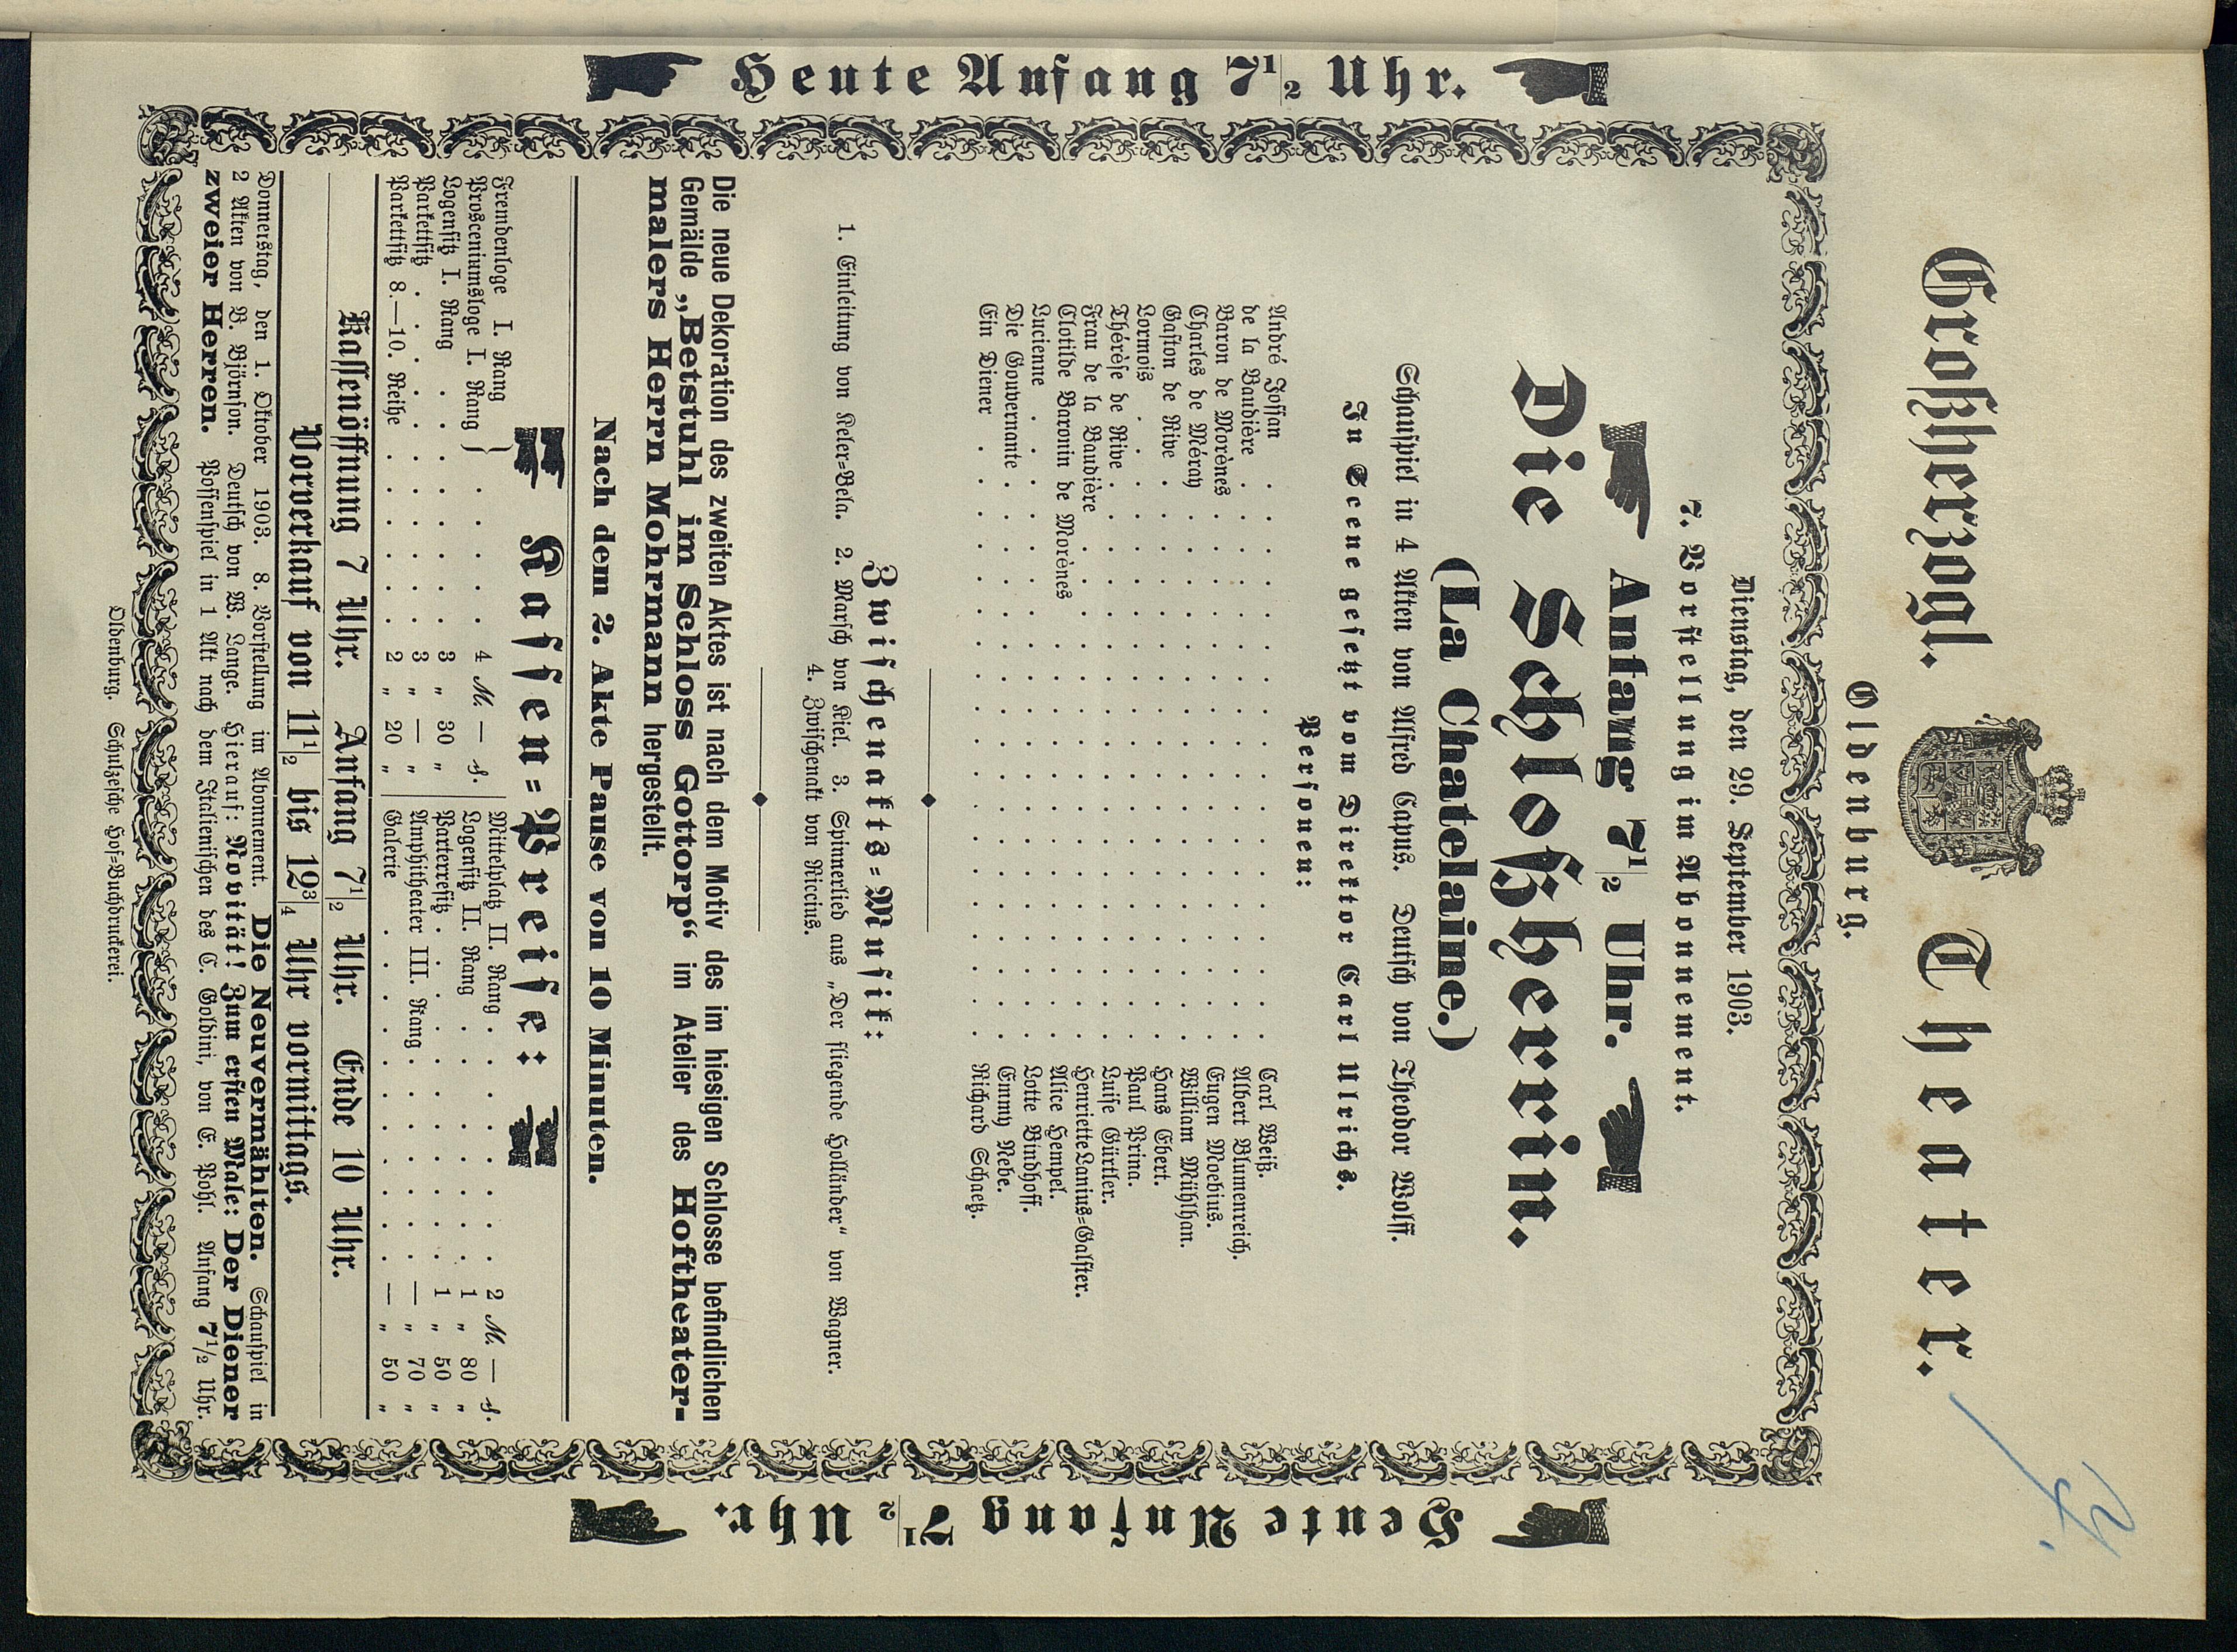 Großherzogl. Theater.
Oldenburg.
Dienstag, den 29. September 1903.
7. Vorstellung im Abonnement.
Anfang 7½ Uhr.
Die Schloßherrin.
(La Chatelaine.)
Schauspiel in 4 Akten von Alfred Capus. Deutsch von Theodor Wolff.
In Scene gesetzt vom Direktor Carl Ulrichs.
Personen:
André Jossan . . . . . Carl Weiß.
de la Baudière . . . . . Albert Blumenreich.
Baron de Morènes . . . . . Eugen Moebius.
Charles de Méray . . . . . William Mühlhan.
Gaston de Rive . . . . . Hans Ebert.
Lormois . . . . . Paul Prina.
Thérèse de Rive . . . . . Luise Gürtler.
Frau de la Baudière . . . . . Henriette Lanius-Galster.
Clotilde Baronin de Morènes . . . . . Alice Hempel.
Lucienne . . . . . Lotte Bindhoff.
Die Gouvernante . . . . . Emmy Nebe.
Ein Diener . . . . . Richard Schaetz.
Zwischenakts-Musik:
1. Einleitung von Keler-Bela. 2. Marsch von Kiel. 3. Spinnerlied aus „Der fliegende Holländer“ von Wagner.
4. Zwischenakt von Riccius.
Die neue Dekoration des zweiten Aktes ist nach dem Motiv des im hiesigen Schlosse befindlichen
Gemälde „Betstuhl im Schloss Gottorp“ im Atelier des Hoftheater-
malers Herrn Mohrmann hergestellt.
Nach dem 2. Akte Pause von 10 Minuten.
Kassen-Preise:
Fremdenloge I. Rang
Prosceniumsloge I. Rang } . . . . 4 M. — ₰.
Logensitz I. Rang . . . . . 3 „ 30 „
Parkettsitz . . . . . 3 „ — „
Parkettsitz 8.—10. Reihe . . . . . 2 „ 20 „
Mittelplatz II. Rang . . . . . 2 M. — ₰.
Logensitz II. Rang . . . . . 1 „ 80 „
Parterresitz . . . . . 1 „ 50 „
Amphitheater III. Rang . . . . . — „ 70 „
Galerie . . . . . — „ 50 „
Kassenöffnung 7 Uhr. Anfang 7½ Uhr. Ende 10 Uhr.
Vorverkauf von 11½ bis 12¾ Uhr vormittags.
Donnerstag, den 1. Oktober 1903. 8. Vorstellung im Abonnement. Die Neuvermählten. Schauspiel in
2 Akten von B. Björnson. Deutsch von W. Lange. Hierauf: Novität! Zum ersten Male: Der Diener
zweier Herren. Possenspiel in 1 Akt nach dem Italienischen des C. Goldini, von E. Pohl. Anfang 7½ Uhr.
Oldenburg. Schulzesche Hof-Buchdruckerei.
Heute Anfang 7½ Uhr.
Heute Anfang 7½ Uhr.